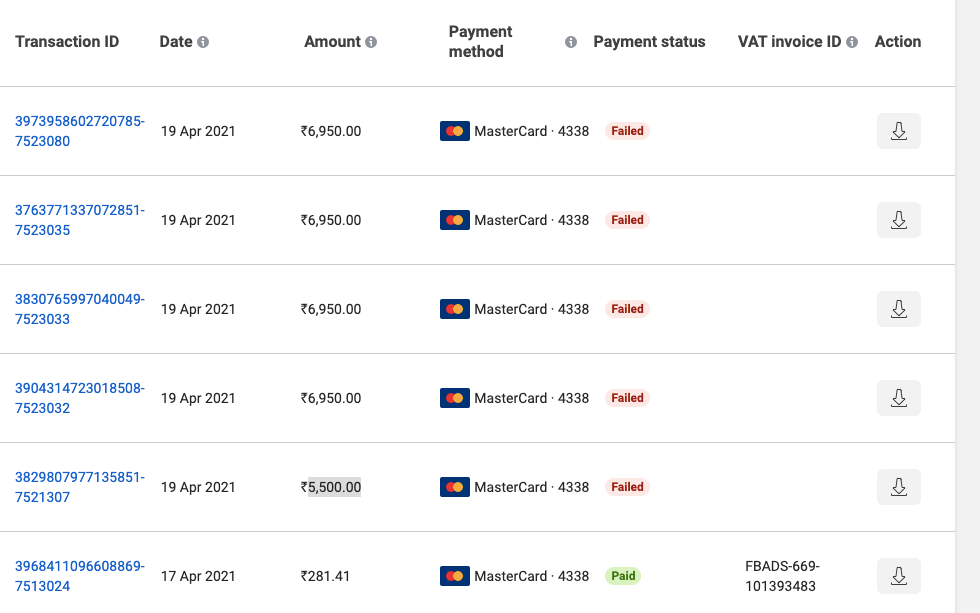 Transaction ID Date Amount Payment method Payment status VAT invoice ID Action
3973958602720785-
7523080
19 Apr 2021 ₹6,950.00 MasterCard · 4338 Failed
3763771337072851-
7523035
19 Apr 2021 ₹6,950.00 MasterCard · 4338 Failed
3830765997040049-
7523033
19 Apr 2021 ₹6,950.00 MasterCard · 4338 Failed
3904314723018508-
7523032
19 Apr 2021 ₹6,950.00 MasterCard · 4338 Failed
3829807977135851-
7521307
19 Apr 2021 ₹5,500.00 MasterCard · 4338 Failed
3968411096608869-
7513024
17 Apr 2021 ₹281.41 MasterCard · 4338 Paid
FBADS-669-
101393483